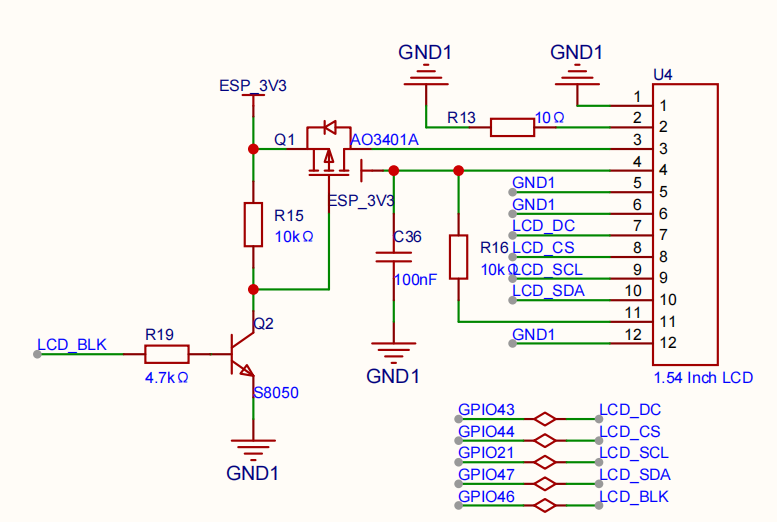 GND1
GND1
U4
ESP_3V3
1 1
R13 10Ω 2 2
Q1 AO3401A 3 3
4 4
GND1 5 5
ESP_3V3
GND1 6 6
R15
LCD_DC 7 7
10kΩ
C36
R16 LCD_CS 8 8
100nF
10kΩ LCD_SCL 9 9
LCD_SDA 10 10
Q2
11 11
LCD_BLK
R19
GND1 12 12
4.7kΩ
GND1
1.54 Inch LCD
S8050
GPIO43 LCD_DC
GPIO44 LCD_CS
GPIO21 LCD_SCL
GND1
GPIO47 LCD_SDA
GPIO46 LCD_BLK